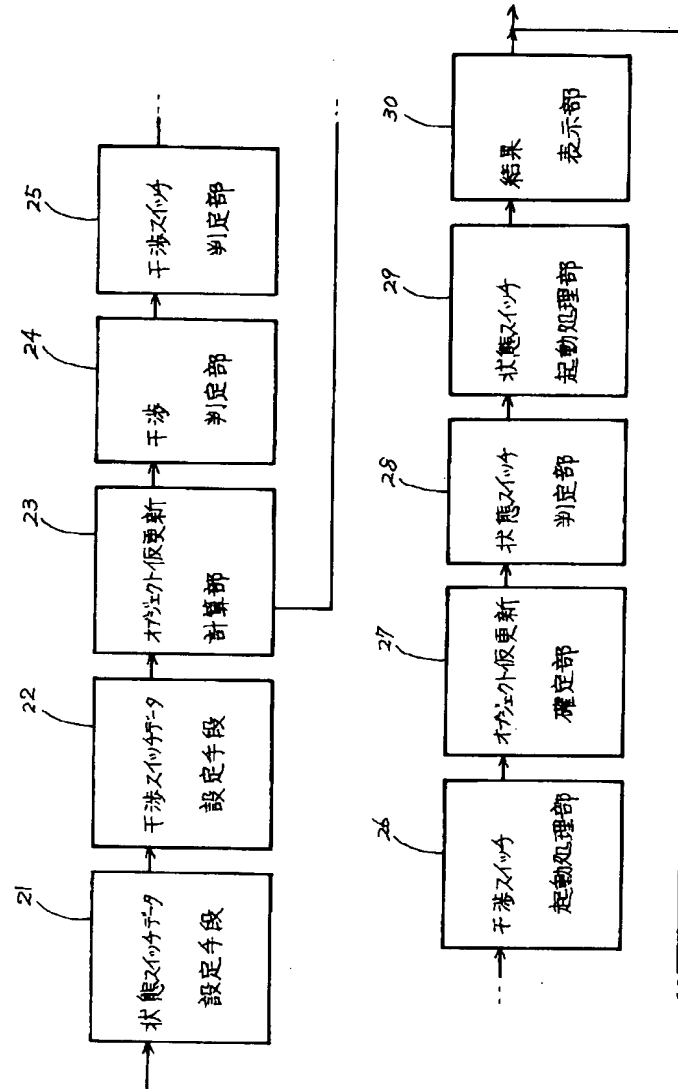 21
状態スイッチデータ
設定手段
22
干渉スイッチデータ
設定手段
23
オブジェクト仮更新
計算部
24
干渉
判定部
25
干渉スイッチ
判定部
26
干渉スイッチ
起動処理部
27
オブジェクト仮更新
確定部
28
状態スイッチ
判定部
29
状態スイッチ
起動処理部
30
結果
表示部